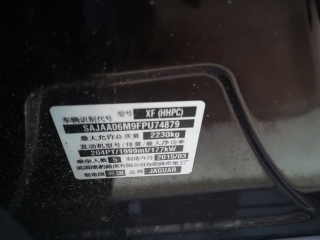 车辆识别代号 型号 XF (HHPC)
SAJAA06M9FPU74879
最大允许总质量 2230kg
发动机型号/排量/最大净功率
204PT/1999ml/177kW
乘坐人数 5 制造年月 2015/03
制造国 英国 品牌 JAGUAR